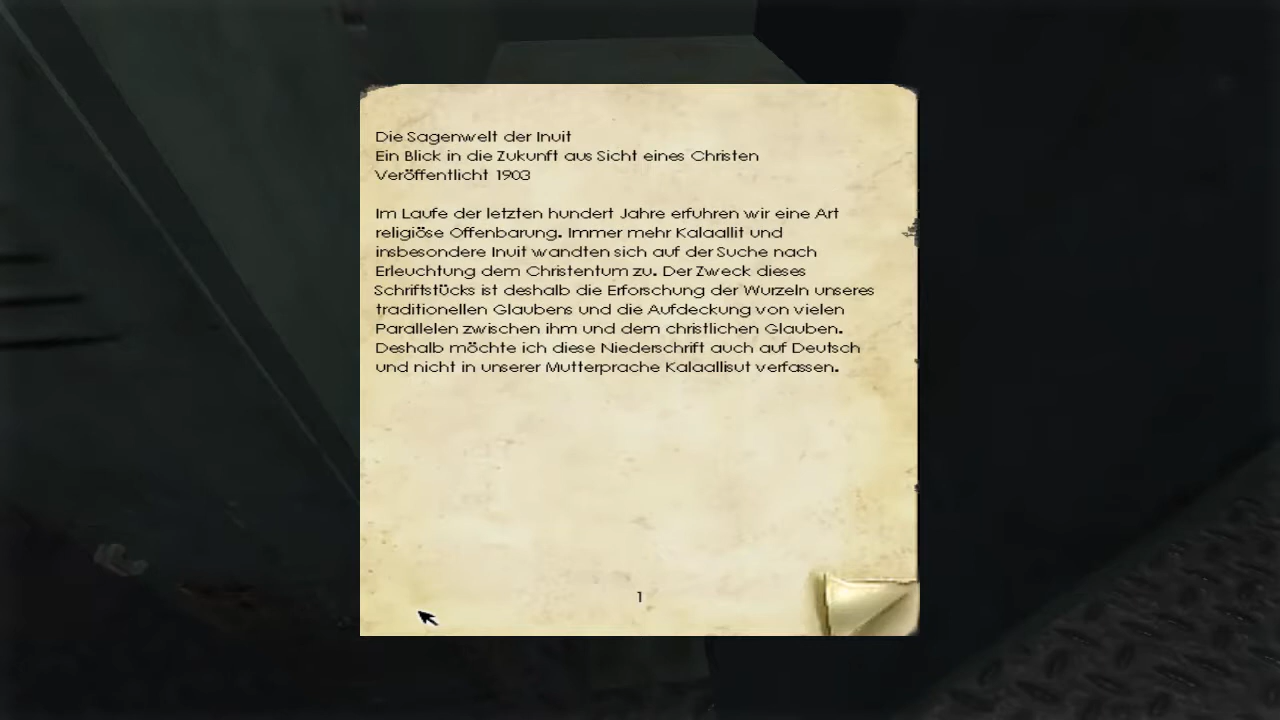 Die Sagenwelt der Inuit
Ein Blick in die Zukunft aus Sicht eines Christen
Veröffentlicht 1903
Im Laufe der letzten hundert Jahre erfuhren wir eine Art
religiöse Offenbarung. Immer mehr Kalaallit und
insbesondere Inuit wandten sich auf der Suche nach
Erleuchtung dem Christentum zu. Der Zweck dieses
Schriftstücks ist deshalb die Erforschung der Wurzeln unseres
traditionellen Glaubens und die Aufdeckung von vielen
Parallelen zwischen ihm und dem christlichen Glauben.
Deshalb möchte ich diese Niederschrift auch auf Deutsch
und nicht in unserer Mutterprache Kalaallisut verfassen.
1